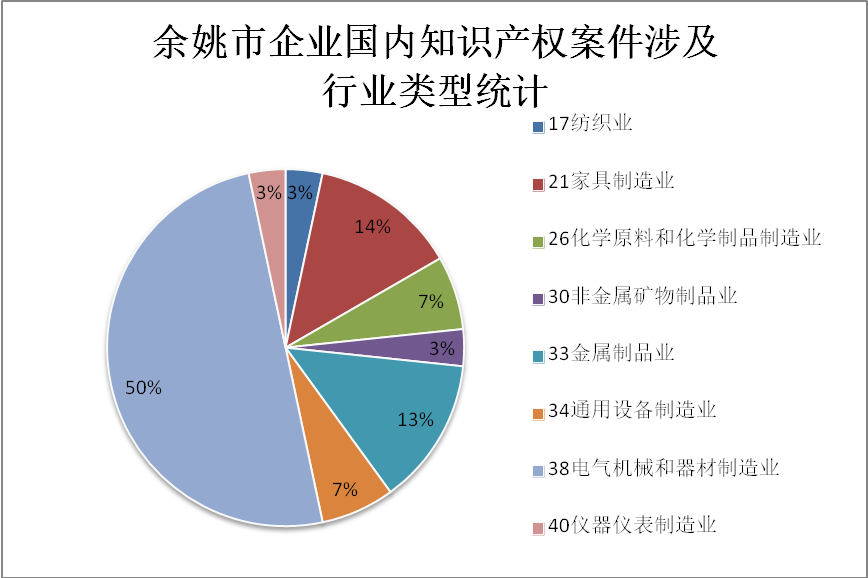 余姚市企业国内知识产权案件涉及
行业类型统计
17纺织业
21家具制造业
26化学原料和化学制品制造业
30非金属矿物制品业
33金属制品业
34通用设备制造业
38电气机械和器材制造业
40仪器仪表制造业
3%
3%
14%
7%
3%
13%
7%
50%